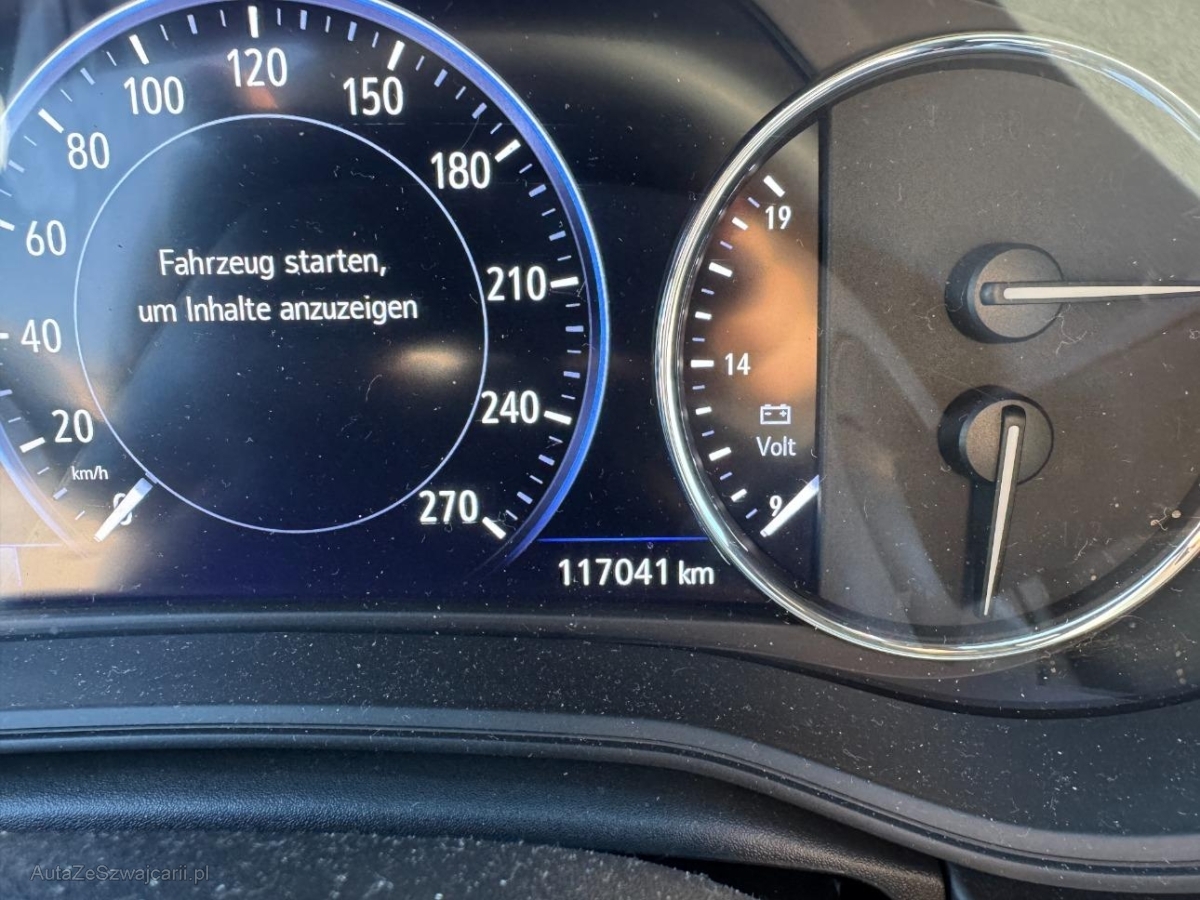 120
100
150
80
180
60
19
Fahrzeug starten,
um Inhalte anzuzeigen
210
40
14
240
20
Volt
km/h
9
0
270
117041 km
AutaZeSzwajcarii.pl